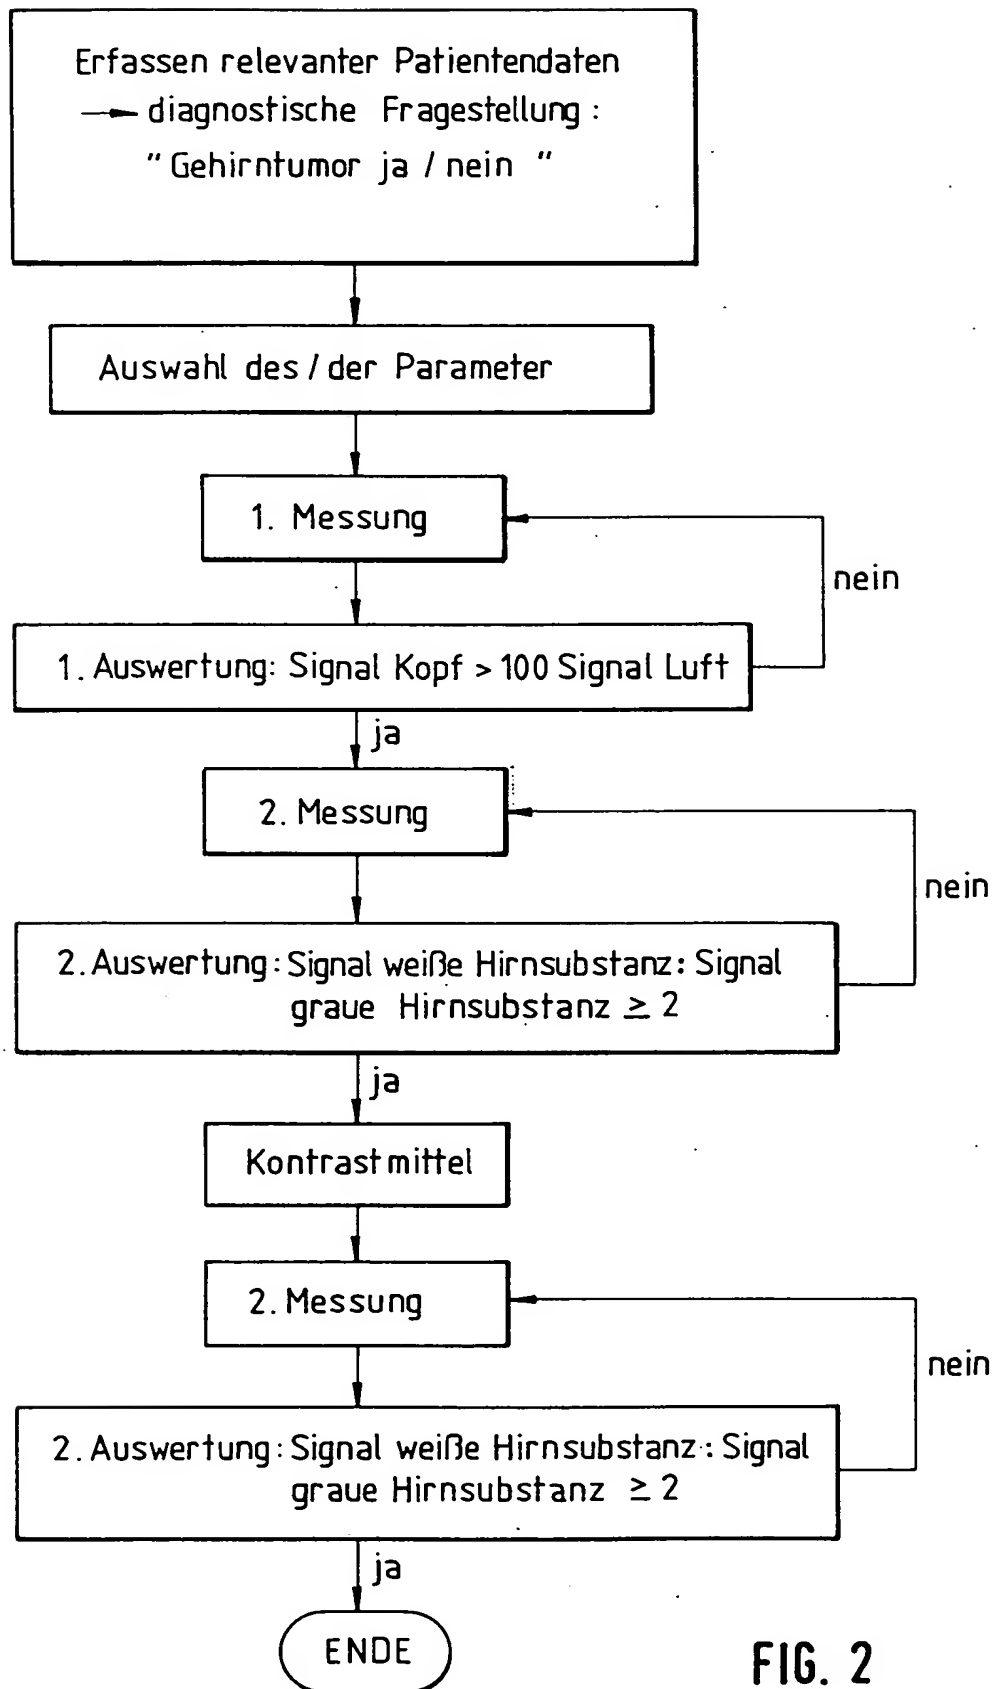 Erfassen relevanter Patientendaten
→ diagnostische Fragestellung :
" Gehirntumor ja / nein "
Auswahl des / der Parameter
1. Messung
nein
1. Auswertung: Signal Kopf > 100 Signal Luft
ja
2. Messung
nein
2. Auswertung: Signal weiße Hirnsubstanz: Signal
graue Hirnsubstanz ≥ 2
ja
Kontrastmittel
2. Messung
nein
2. Auswertung: Signal weiße Hirnsubstanz: Signal
graue Hirnsubstanz ≥ 2
ja
ENDE
FIG. 2